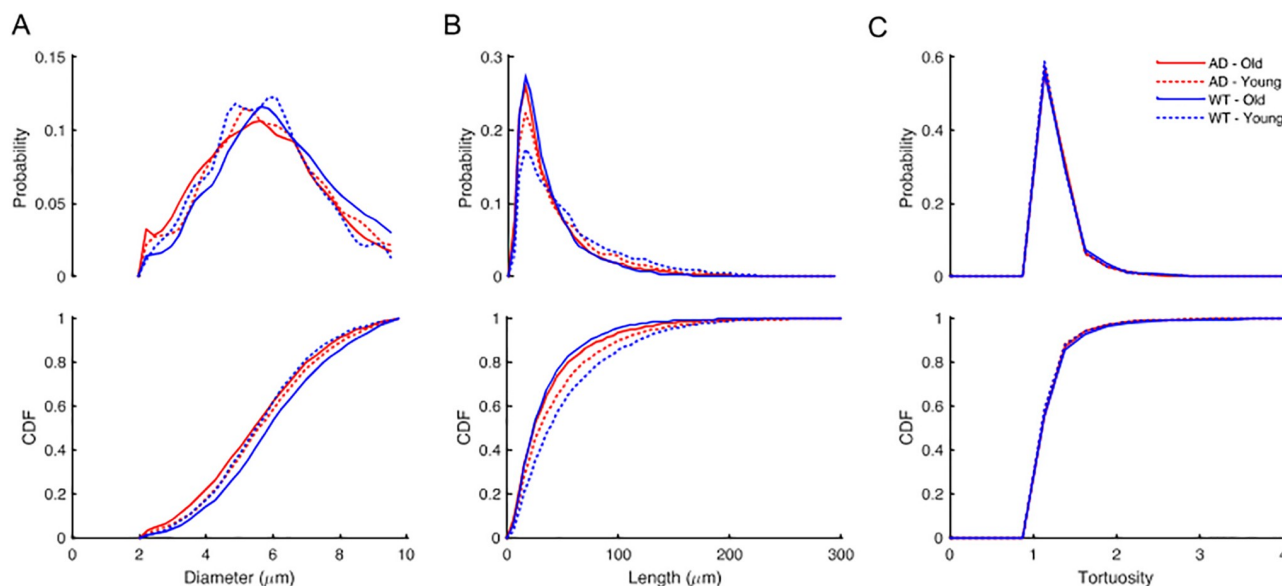 A
B
C
0.15
0.1
0.05
0
Probability
0.3
0.2
0.1
0
Probability
0.6
0.4
0.2
0
Probability
AD - Old
AD - Young
WT - Old
WT - Young
1
0.8
0.6
0.4
0.2
0
CDF
0 2 4 6 8 10
Diameter (μm)
1
0.8
0.6
0.4
0.2
0
CDF
0 100 200 300
Length (μm)
1
0.8
0.6
0.4
0.2
0
CDF
0 1 2 3 4
Tortuosity